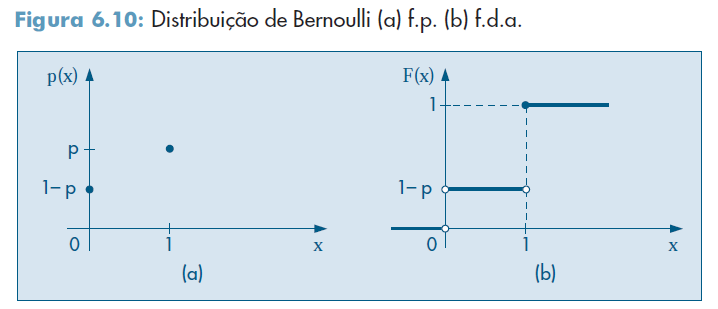 Figura 6.10: Distribuição de Bernoulli (a) f.p. (b) f.d.a.
p(x)
p
1–p
0
1
x
(a)
F(x)
1
1–p
0
1
x
(b)